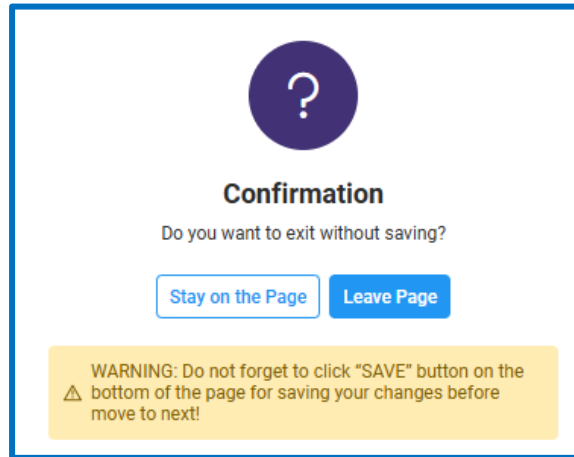 ?
Confirmation
Do you want to exit without saving?
Stay on the Page
Leave Page
WARNING: Do not forget to click “SAVE” button on the
bottom of the page for saving your changes before
move to next!